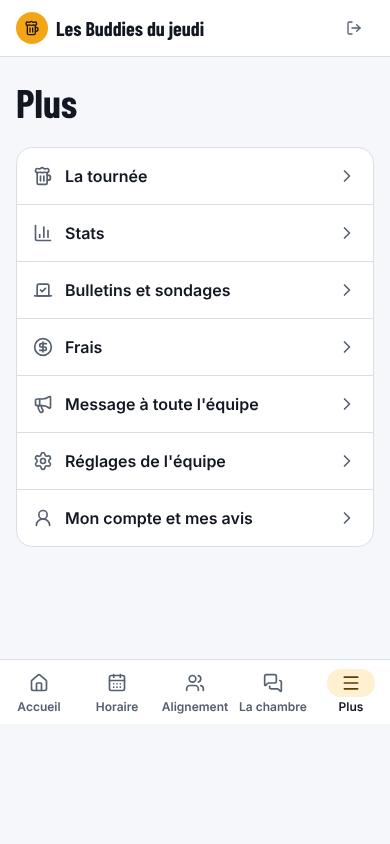 Les Buddies du jeudi
Plus
La tournée
Stats
Bulletins et sondages
Frais
Message à toute l'équipe
Réglages de l'équipe
Mon compte et mes avis
Accueil
Horaire
Alignement
La chambre
Plus